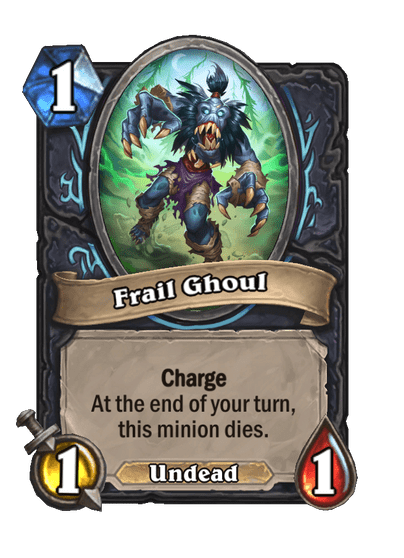 1
Frail Ghoul
Charge
At the end of your turn,
this minion dies.
1
Undead
1